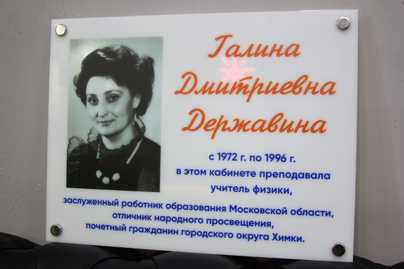 Галина
Дмитриевна
Державина
с 1972 г. по 1996 г.
в этом кабинете преподавала
учитель физики,
заслуженный работник образования Московской области,
отличник народного просвещения,
почетный гражданин городского округа Химки.